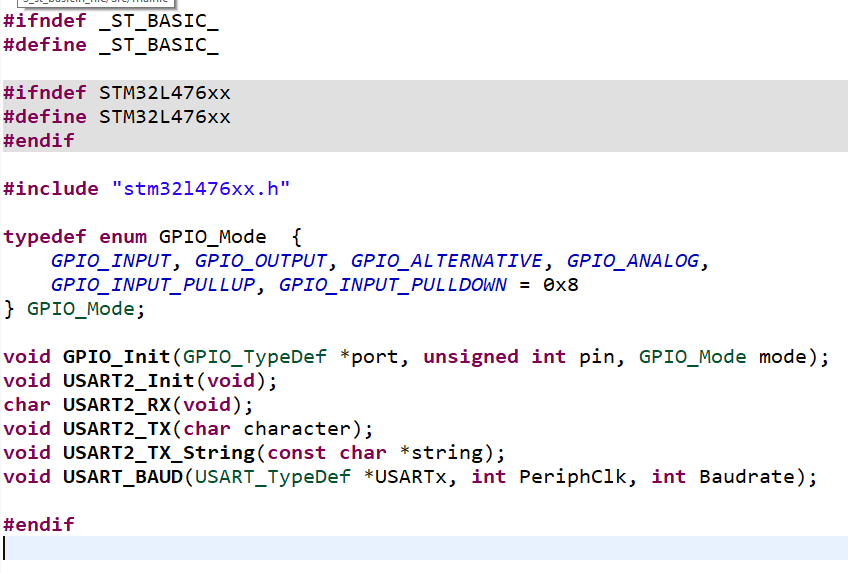 #ifndef _ST_BASIC_
#define _ST_BASIC_
#ifndef STM32L476xx
#define STM32L476xx
#endif
#include "stm32l476xx.h"
typedef enum GPIO_Mode  {
    GPIO_INPUT, GPIO_OUTPUT, GPIO_ALTERNATIVE, GPIO_ANALOG,
    GPIO_INPUT_PULLUP, GPIO_INPUT_PULLDOWN = 0x8
} GPIO_Mode;
void GPIO_Init(GPIO_TypeDef *port, unsigned int pin, GPIO_Mode mode);
void USART2_Init(void);
char USART2_RX(void);
void USART2_TX(char character);
void USART2_TX_String(const char *string);
void USART_BAUD(USART_TypeDef *USARTx, int PeriphClk, int Baudrate);
#endif